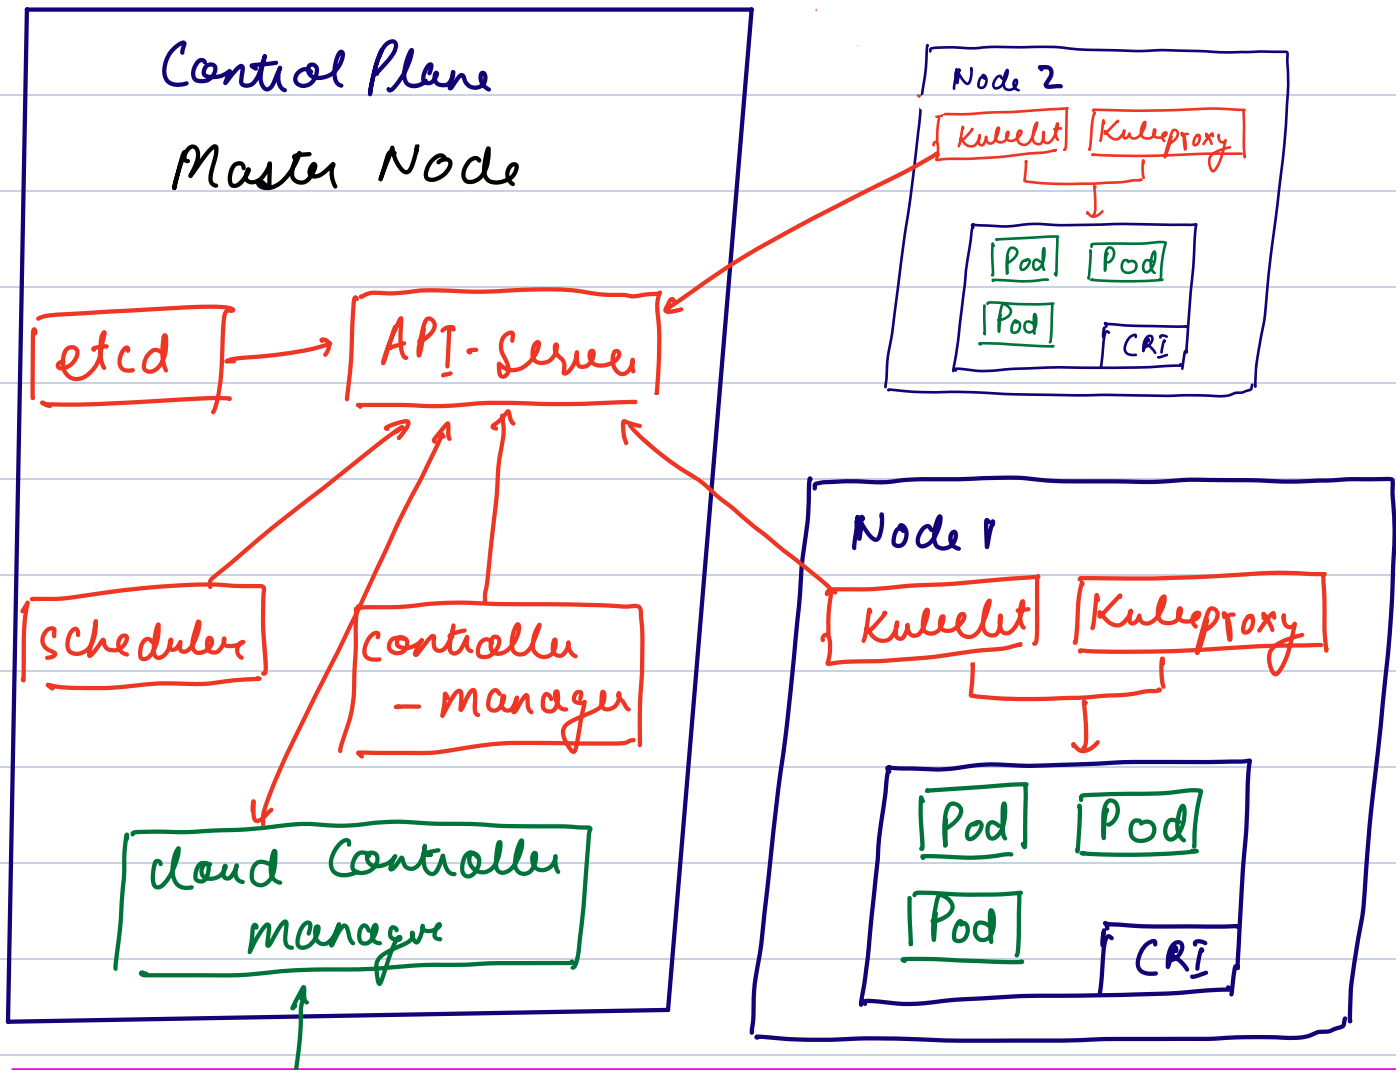 Control Plane
Master Node
etcd
API-Server
Scheduler
Controller
- manager
Cloud Controller
manager
Node 2
Kubelet
Kubeproxy
Pod
Pod
Pod
CRI
Node 1
Kubelet
Kubeproxy
Pod
Pod
Pod
CRI